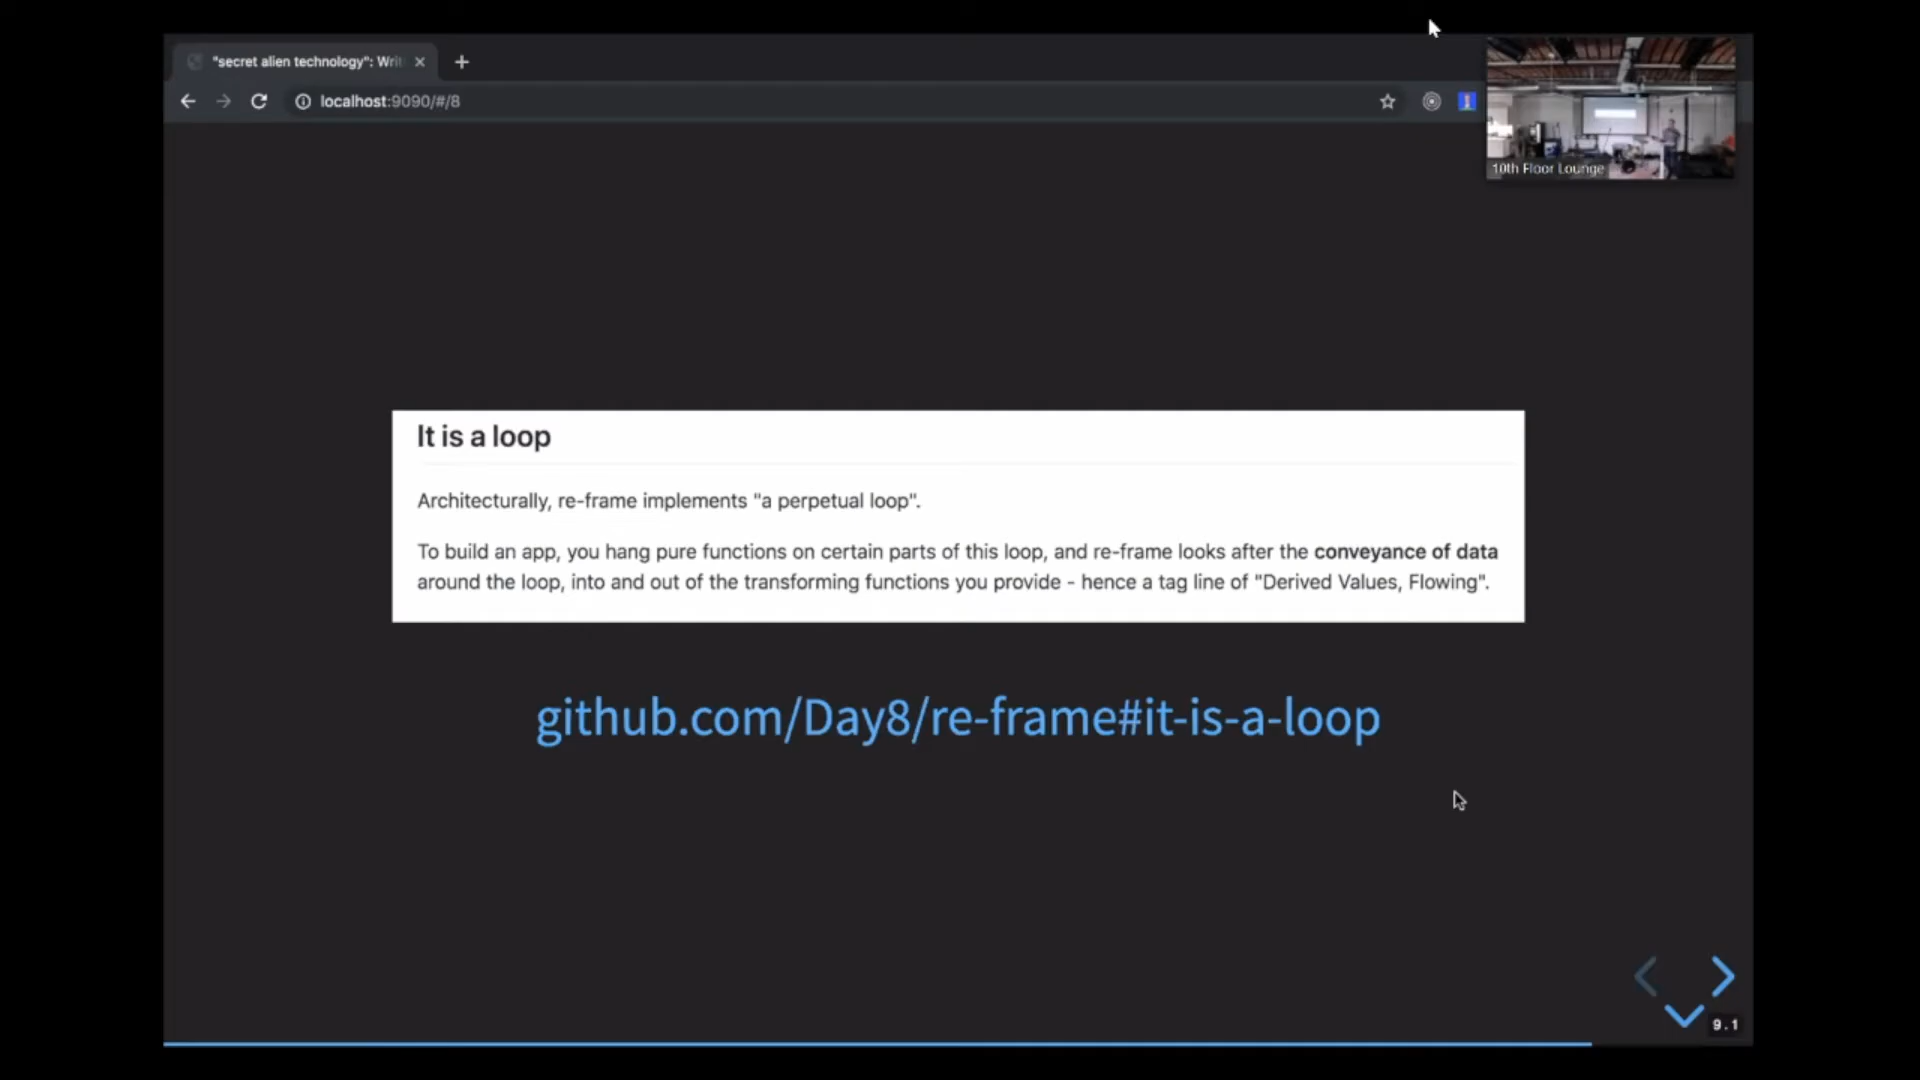 "secret alien technology": Writ
localhost:9090/#/8
10th Floor Lounge
It is a loop
Architecturally, re-frame implements "a perpetual loop".
To build an app, you hang pure functions on certain parts of this loop, and re-frame looks after the conveyance of data
around the loop, into and out of the transforming functions you provide - hence a tag line of "Derived Values, Flowing".
github.com/Day8/re-frame#it-is-a-loop
9.1